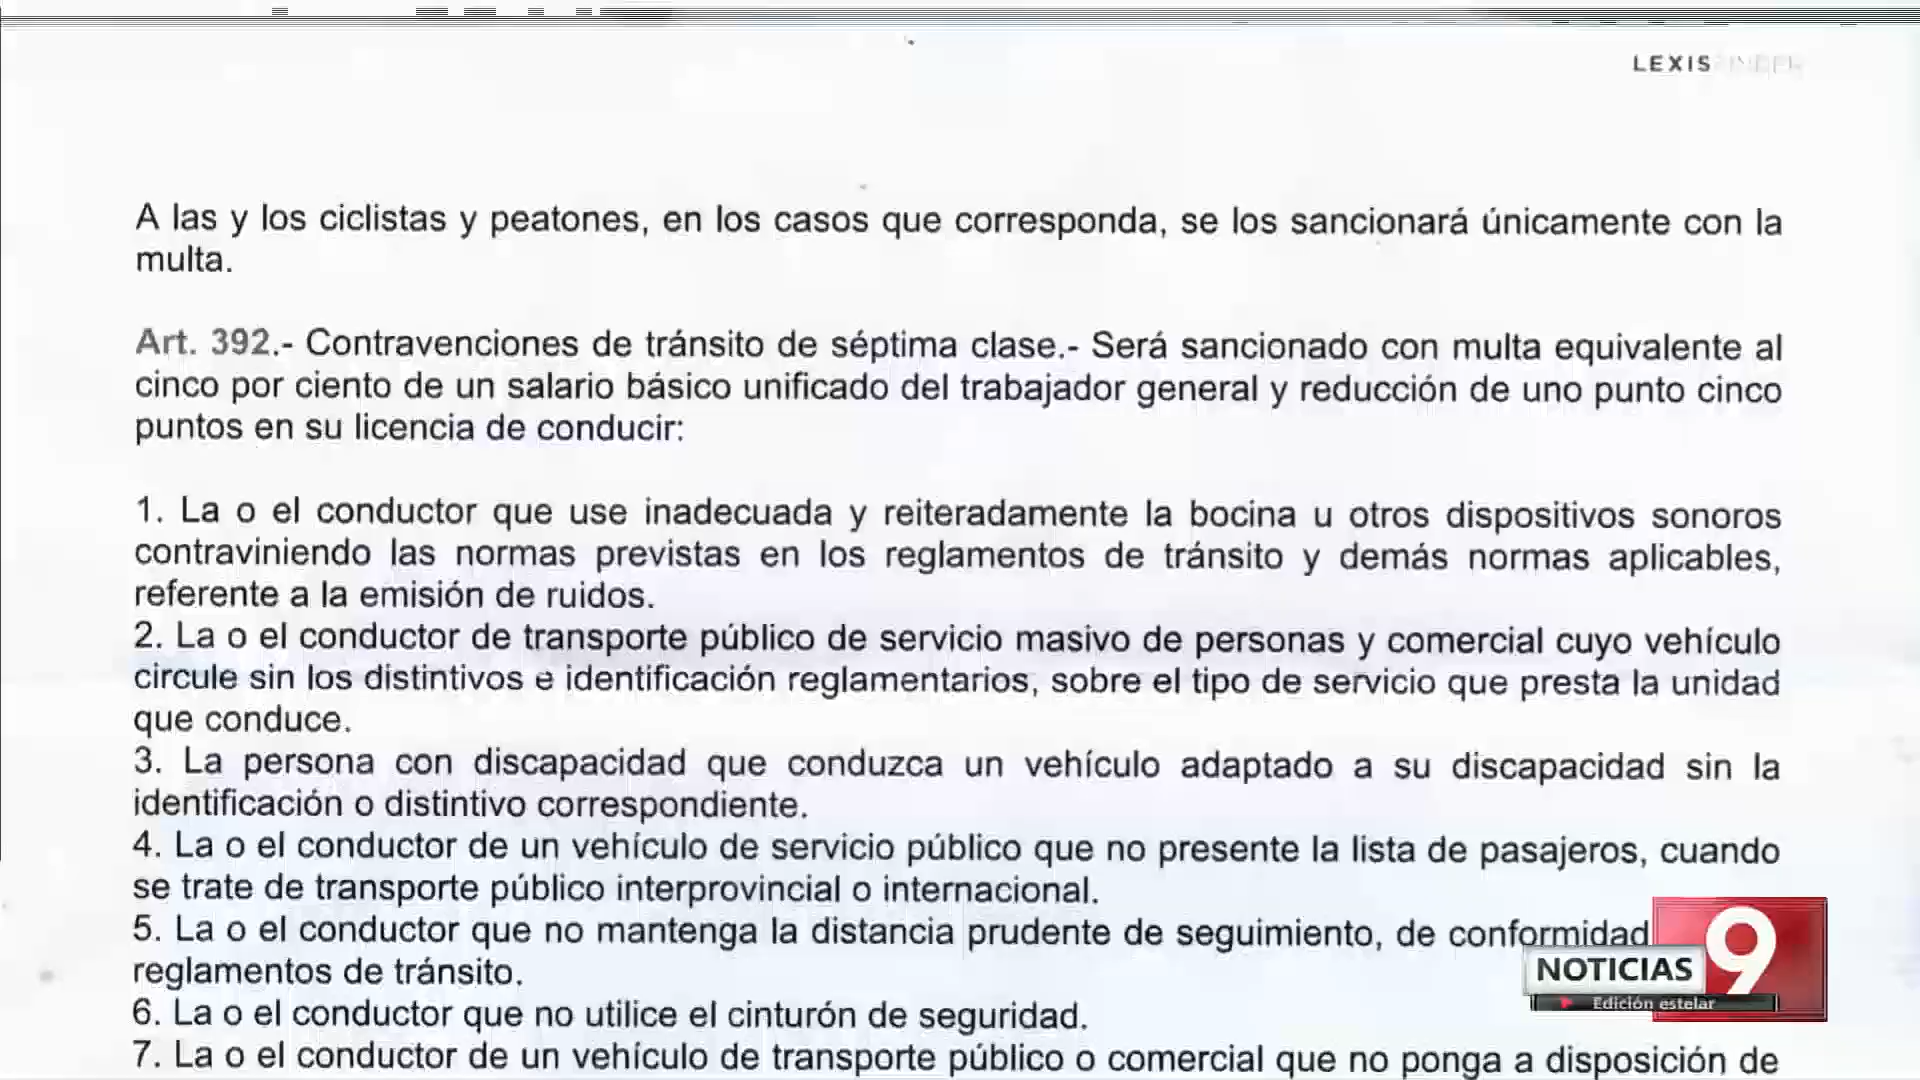 LEXIS FINDER
A las y los ciclistas y peatones, en los casos que corresponda, se los sancionará únicamente con la
multa.
Art. 392.- Contravenciones de tránsito de séptima clase.- Será sancionado con multa equivalente al
cinco por ciento de un salario básico unificado del trabajador general y reducción de uno punto cinco
puntos en su licencia de conducir:
1. La o el conductor que use inadecuada y reiteradamente la bocina u otros dispositivos sonoros
contraviniendo las normas previstas en los reglamentos de tránsito y demás normas aplicables,
referente a la emisión de ruidos.
2. La o el conductor de transporte público de servicio masivo de personas y comercial cuyo vehículo
circule sin los distintivos e identificación reglamentarios, sobre el tipo de servicio que presta la unidad
que conduce.
3. La persona con discapacidad que conduzca un vehículo adaptado a su discapacidad sin la
identificación o distintivo correspondiente.
4. La o el conductor de un vehículo de servicio público que no presente la lista de pasajeros, cuando
se trate de transporte público interprovincial o internacional.
5. La o el conductor que no mantenga la distancia prudente de seguimiento, de conformidad
reglamentos de tránsito.
6. La o el conductor que no utilice el cinturón de seguridad.
7. La o el conductor de un vehículo de transporte público o comercial que no ponga a disposición de
NOTICIAS 9
Edición estelar